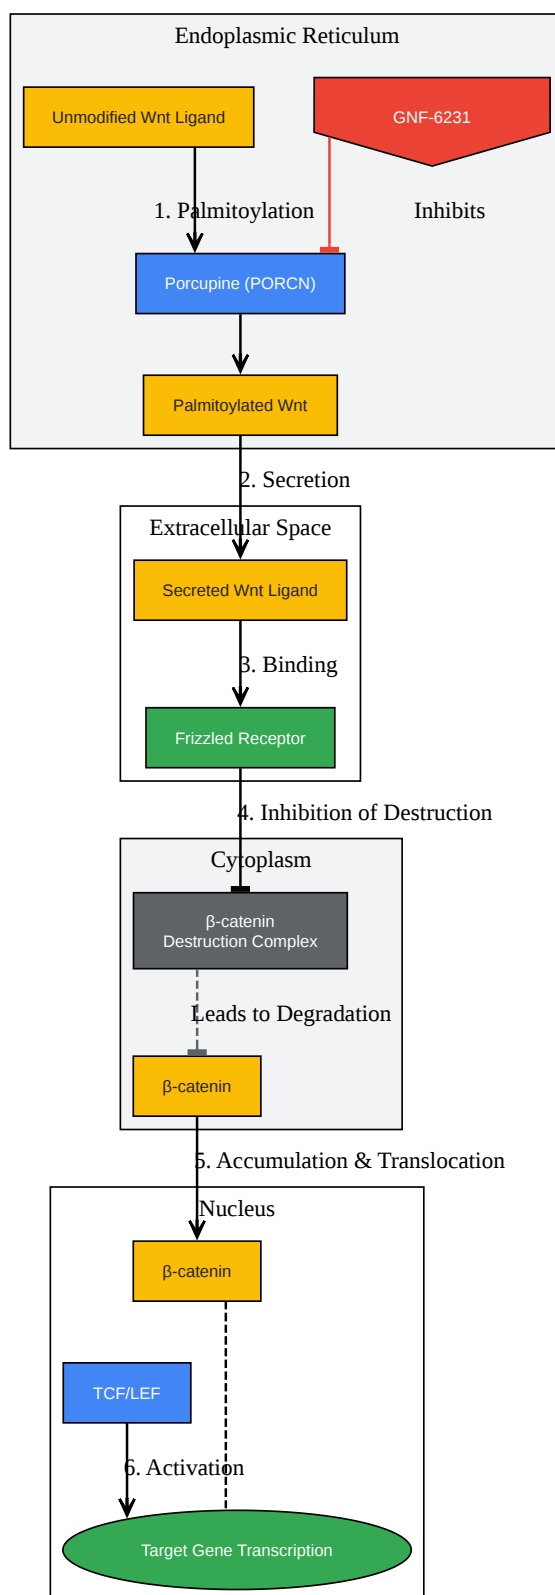 Endoplasmic Reticulum
Unmodified Wnt Ligand
GNF-6231
1. Palmitoylation
Inhibits
Porcupine (PORCN)
Palmitoylated Wnt
2. Secretion
Extracellular Space
Secreted Wnt Ligand
3. Binding
Frizzled Receptor
4. Inhibition of Destruction
Cytoplasm
β-catenin
Destruction Complex
Leads to Degradation
β-catenin
5. Accumulation & Translocation
Nucleus
β-catenin
TCF/LEF
6. Activation
Target Gene Transcription